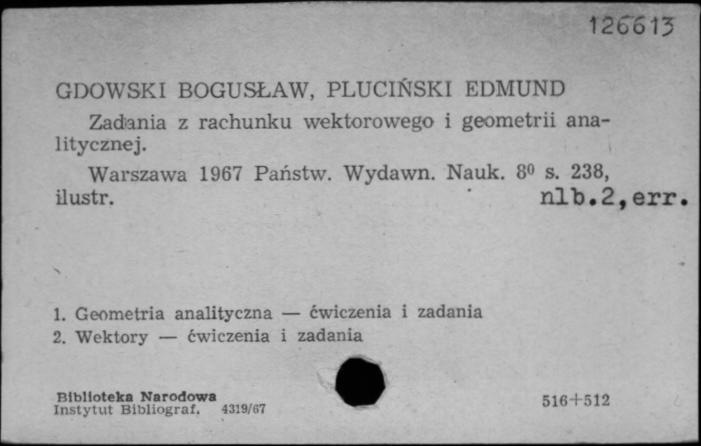 126613
GDOWSKI BOGUSŁAW, PLUCIŃSKI EDMUND
Zadania z rachunku wektorowego i geometrii ana-
litycznej.
Warszawa 1967 Państw. Wydawn. Nauk. 8⁰ s. 238,
ilustr. nlb.2,err.
1. Geometria analityczna — ćwiczenia i zadania
2. Wektory — ćwiczenia i zadania
Biblioteka Narodowa
Instytut Bibliograf. 4319/67 516+512